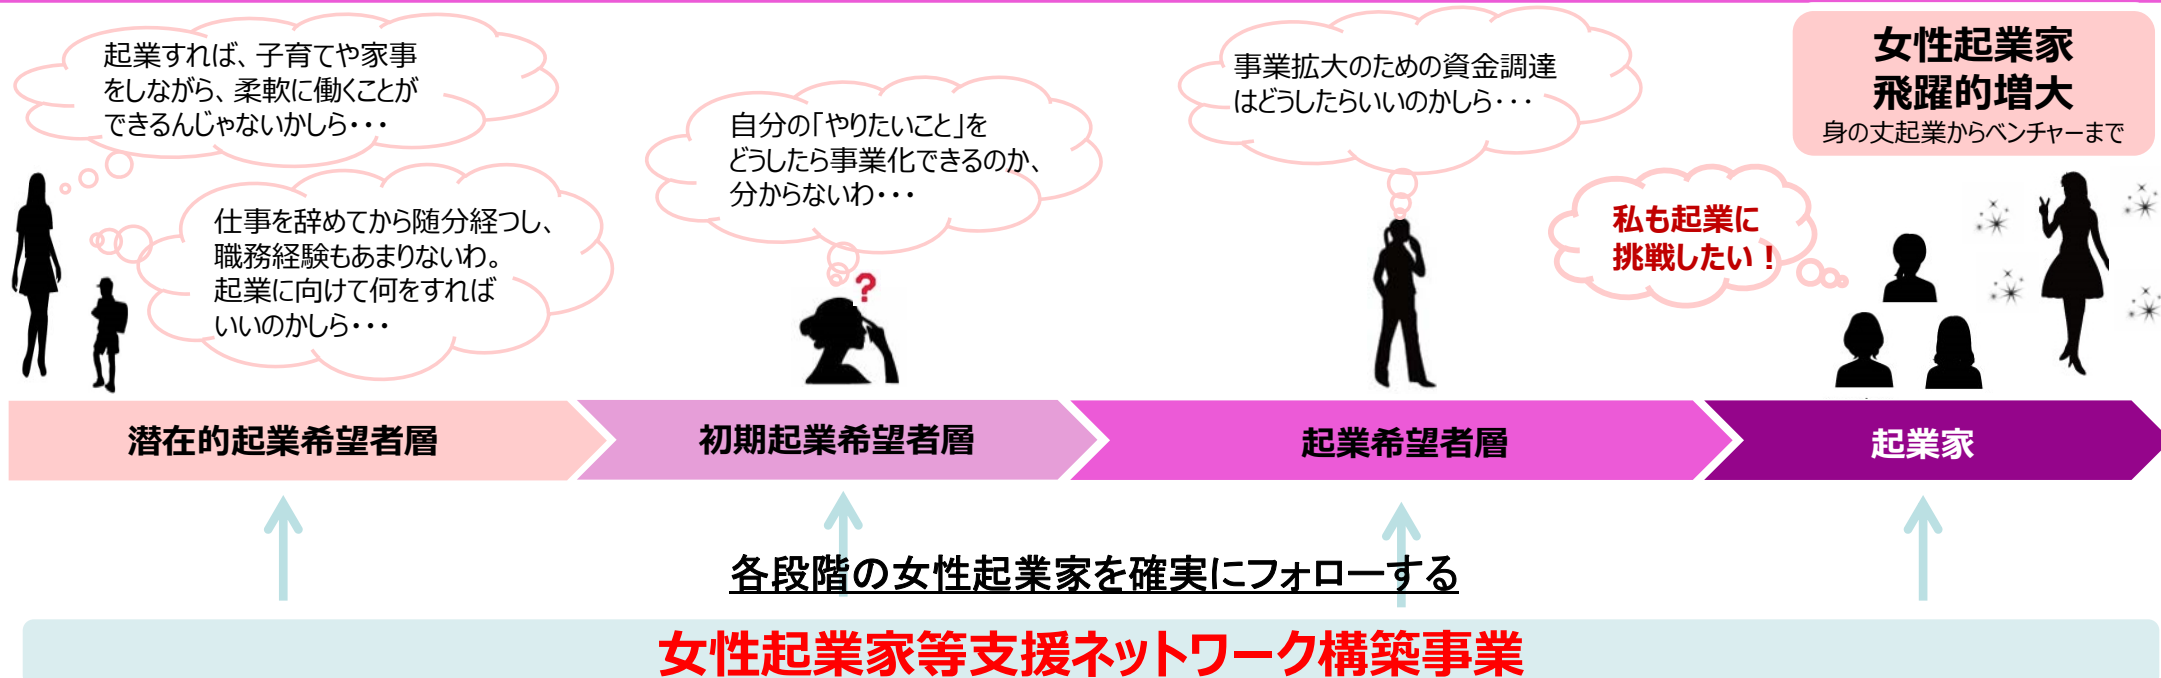 起業すれば、子育てや家事
をしながら、柔軟に働くことが
できるんじゃないかしら・・・
仕事を辞めてから随分経つし、
職務経験もあまりないわ。
起業に向けて何をすれば
いいのかしら・・・
自分の「やりたいこと」を
どうしたら事業化できるのか、
分からないわ・・・
?
事業拡大のための資金調達
はどうしたらいいのかしら・・・
女性起業家
飛躍的増大
身の丈起業からベンチャーまで
私も起業に
挑戦したい！
潜在的起業希望者層
初期起業希望者層
起業希望者層
起業家
各段階の女性起業家を確実にフォローする
女性起業家等支援ネットワーク構築事業